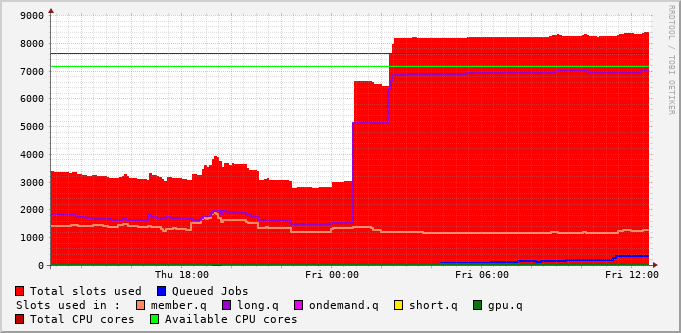 9000
8000
7000
6000
5000
4000
3000
2000
1000
0
Thu 18:00 Fri 00:00 Fri 06:00 Fri 12:00
RRDTOOL / TOBI OETIKER
Total slots used Queued Jobs
Slots used in : member.q long.q ondemand.q short.q gpu.q
Total CPU cores Available CPU cores